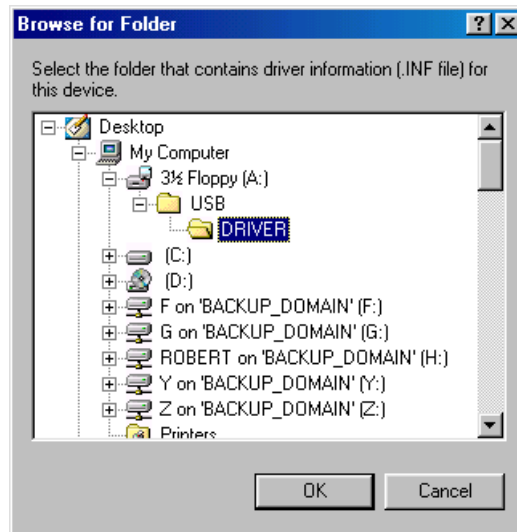 Browse for Folder
Select the folder that contains driver information (.INF file) for
this device.
Desktop
My Computer
3½ Floppy (A:)
USB
DRIVER
(C:)
(D:)
F on 'BACKUP_DOMAIN' (F:)
G on 'BACKUP_DOMAIN' (G:)
ROBERT on 'BACKUP_DOMAIN' (H:)
Y on 'BACKUP_DOMAIN' (Y:)
Z on 'BACKUP_DOMAIN' (Z:)
Printers
OK Cancel